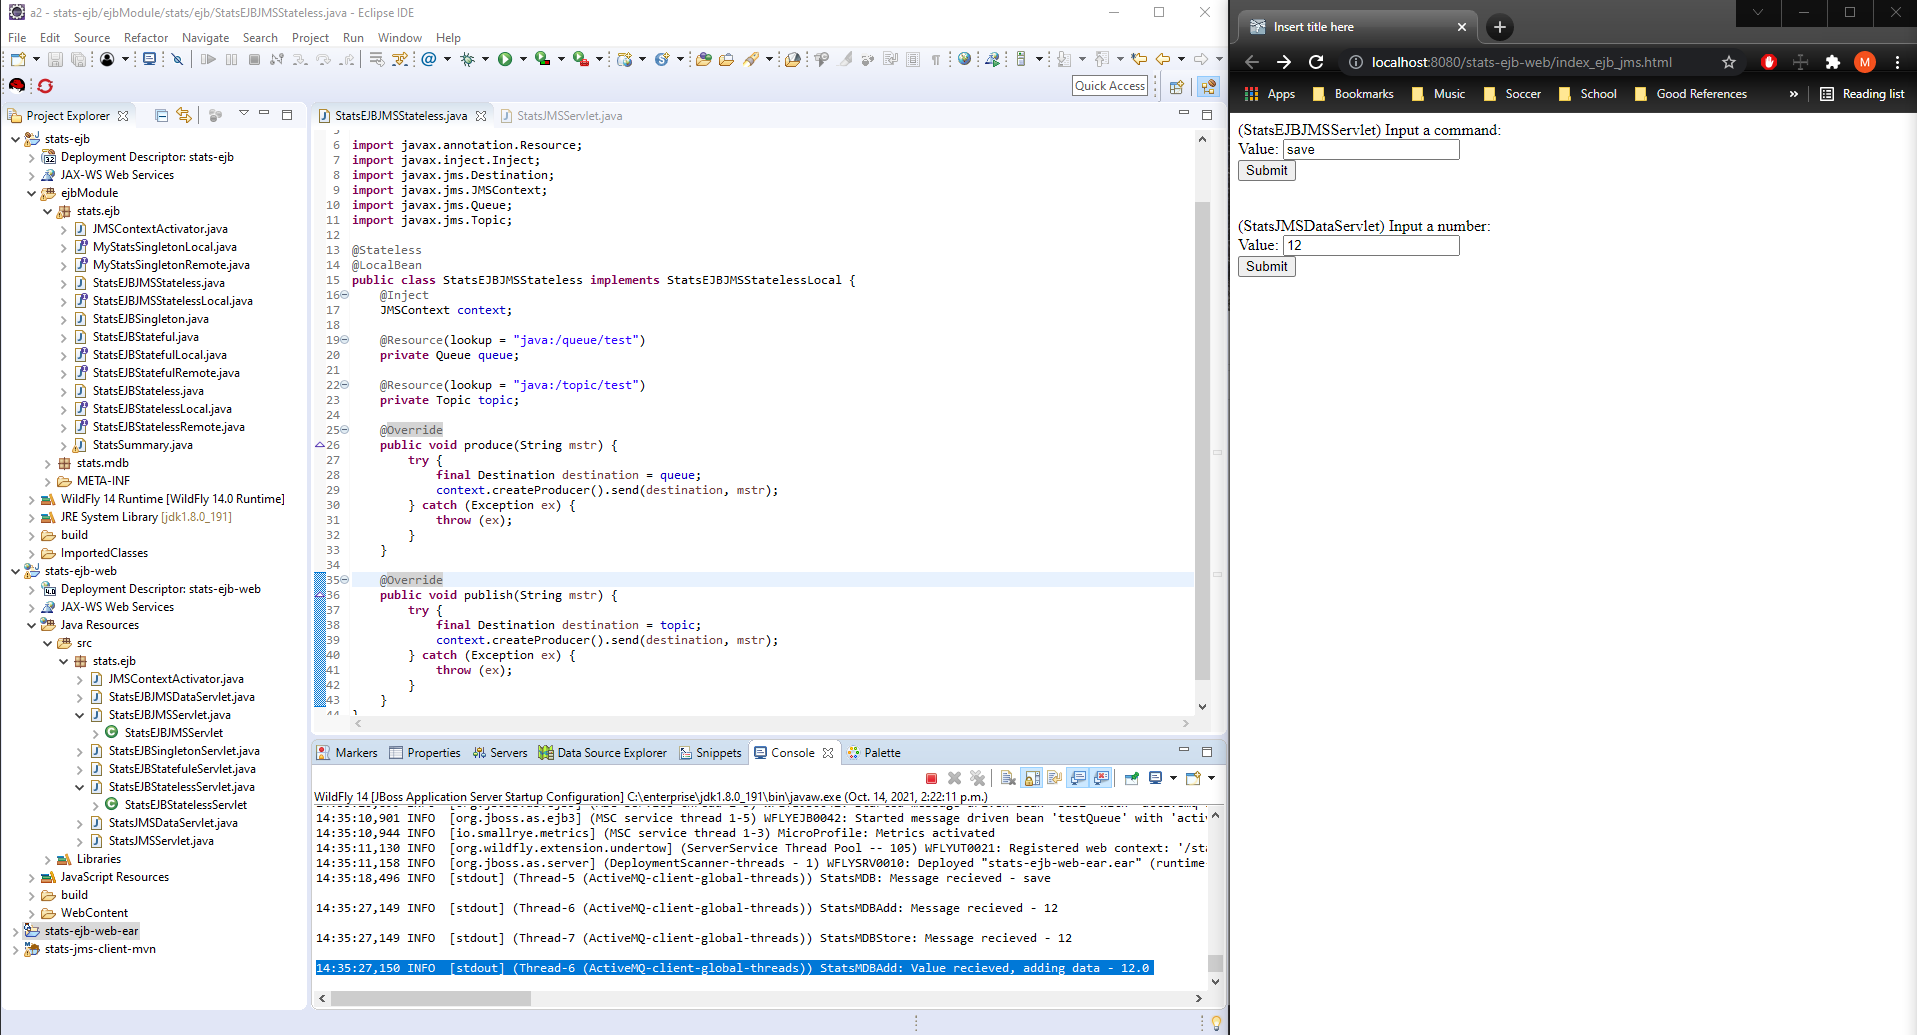 a2 - stats-ejb/ejbModule/stats/ejb/StatsEJBJMSStateless.java - Eclipse IDE
File Edit Source Refactor Navigate Search Project Run Window Help
Quick Access
Project Explorer
stats-ejb
Deployment Descriptor: stats-ejb
JAX-WS Web Services
ejbModule
stats.ejb
JMSContextActivator.java
MyStatsSingletonLocal.java
MyStatsSingletonRemote.java
StatsEJBJMSStateless.java
StatsEJBJMSStatelessLocal.java
StatsEJBSingleton.java
StatsEJBStateful.java
StatsEJBStatefulLocal.java
StatsEJBStatefulRemote.java
StatsEJBStateless.java
StatsEJBStatelessLocal.java
StatsEJBStatelessRemote.java
StatsSummary.java
stats.mdb
META-INF
WildFly 14 Runtime [WildFly 14.0 Runtime]
JRE System Library [jdk1.8.0_191]
build
ImportedClasses
stats-ejb-web
Deployment Descriptor: stats-ejb-web
JAX-WS Web Services
Java Resources
src
stats.ejb
JMSContextActivator.java
StatsEJBJMSDataServlet.java
StatsEJBJMSServlet.java
StatsEJBJMSServlet
StatsEJBSingletonServlet.java
StatsEJBStatefuleServlet.java
StatsEJBStatelessServlet.java
StatsEJBStatelessServlet
StatsJMSDataServlet.java
StatsJMSServlet.java
Libraries
JavaScript Resources
build
WebContent
stats-ejb-web-ear
stats-jms-client-mvn
StatsEJBJMSStateless.java StatsJMSServlet.java
5
6 import javax.annotation.Resource;
7 import javax.inject.Inject;
8 import javax.jms.Destination;
9 import javax.jms.JMSContext;
10 import javax.jms.Queue;
11 import javax.jms.Topic;
12
13 @Stateless
14 @LocalBean
15 public class StatsEJBJMSStateless implements StatsEJBJMSStatelessLocal {
16 @Inject
17 JMSContext context;
18
19 @Resource(lookup = "java:/queue/test")
20 private Queue queue;
21
22 @Resource(lookup = "java:/topic/test")
23 private Topic topic;
24
25 @Override
26 public void produce(String mstr) {
27 try {
28 final Destination destination = queue;
29 context.createProducer().send(destination, mstr);
30 } catch (Exception ex) {
31 throw (ex);
32 }
33 }
34
35 @Override
36 public void publish(String mstr) {
37 try {
38 final Destination destination = topic;
39 context.createProducer().send(destination, mstr);
40 } catch (Exception ex) {
41 throw (ex);
42 }
43 }
44 }
Markers Properties Servers Data Source Explorer Snippets Console Palette
WildFly 14 [JBoss Application Server Startup Configuration] C:\enterprise\jdk1.8.0_191\bin\javaw.exe (Oct. 14, 2021, 2:22:11 p.m.)
14:35:10,901 INFO [org.jboss.as.ejb3] (MSC service thread 1-5) WFLYEJB0042: Started message driven bean 'testQueue' with 'activ
14:35:10,944 INFO [io.smallrye.metrics] (MSC service thread 1-3) MicroProfile: Metrics activated
14:35:11,130 INFO [org.wildfly.extension.undertow] (ServerService Thread Pool -- 105) WFLYUT0021: Registered web context: '/sta
14:35:11,158 INFO [org.jboss.as.server] (DeploymentScanner-threads - 1) WFLYSRV0010: Deployed "stats-ejb-web-ear.ear" (runtime-
14:35:18,496 INFO [stdout] (Thread-5 (ActiveMQ-client-global-threads)) StatsMDB: Message recieved - save
14:35:27,149 INFO [stdout] (Thread-6 (ActiveMQ-client-global-threads)) StatsMDBAdd: Message recieved - 12
14:35:27,149 INFO [stdout] (Thread-7 (ActiveMQ-client-global-threads)) StatsMDBStore: Message recieved - 12
14:35:27,150 INFO [stdout] (Thread-6 (ActiveMQ-client-global-threads)) StatsMDBAdd: Value recieved, adding data - 12.0
Insert title here
localhost:8080/stats-ejb-web/index_ejb_jms.html
M
Apps Bookmarks Music Soccer School Good References » Reading list
(StatsEJBJMSServlet) Input a command:
Value: save
Submit
(StatsJMSDataServlet) Input a number:
Value: 12
Submit